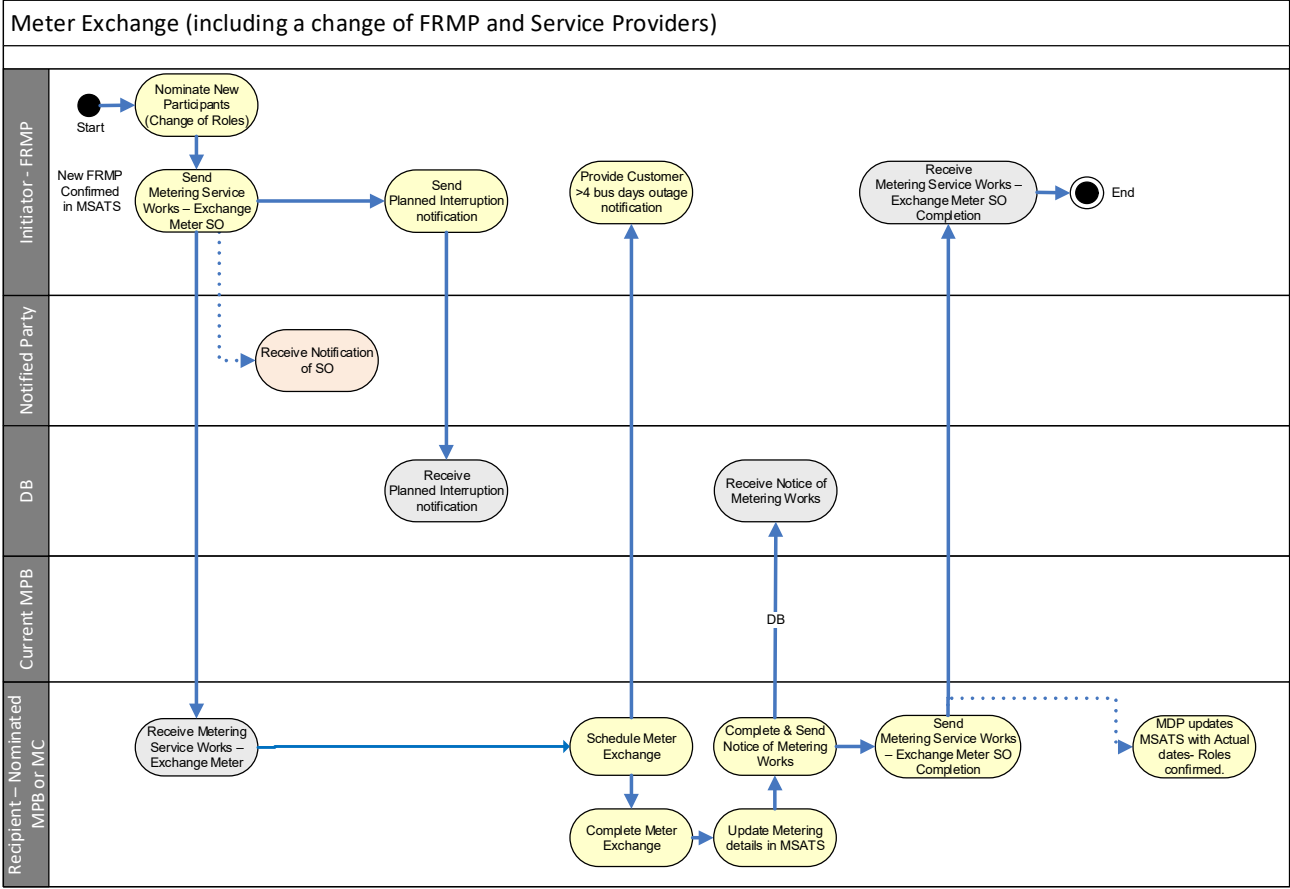 Meter Exchange (including a change of FRMP and Service Providers)
Initiator - FRMP
Start
Nominate New
Participants
(Change of Roles)
New FRMP
Confirmed
in MSATS
Send
Metering Service
Works – Exchange
Meter SO
Send
Planned Interruption
notification
Provide Customer
>4 bus days outage
notification
Receive
Metering Service Works –
Exchange Meter SO
Completion
End
Notified Party
Receive Notification
of SO
DB
Receive
Planned Interruption
notification
Receive Notice of
Metering Works
Current MPB
DB
Recipient – Nominated
MPB or MC
Receive Metering
Service Works –
Exchange Meter
Schedule Meter
Exchange
Complete & Send
Notice of Metering
Works
Send
Metering Service Works
– Exchange Meter SO
Completion
MDP updates
MSATS with Actual
dates- Roles
confirmed.
Complete Meter
Exchange
Update Metering
details in MSATS